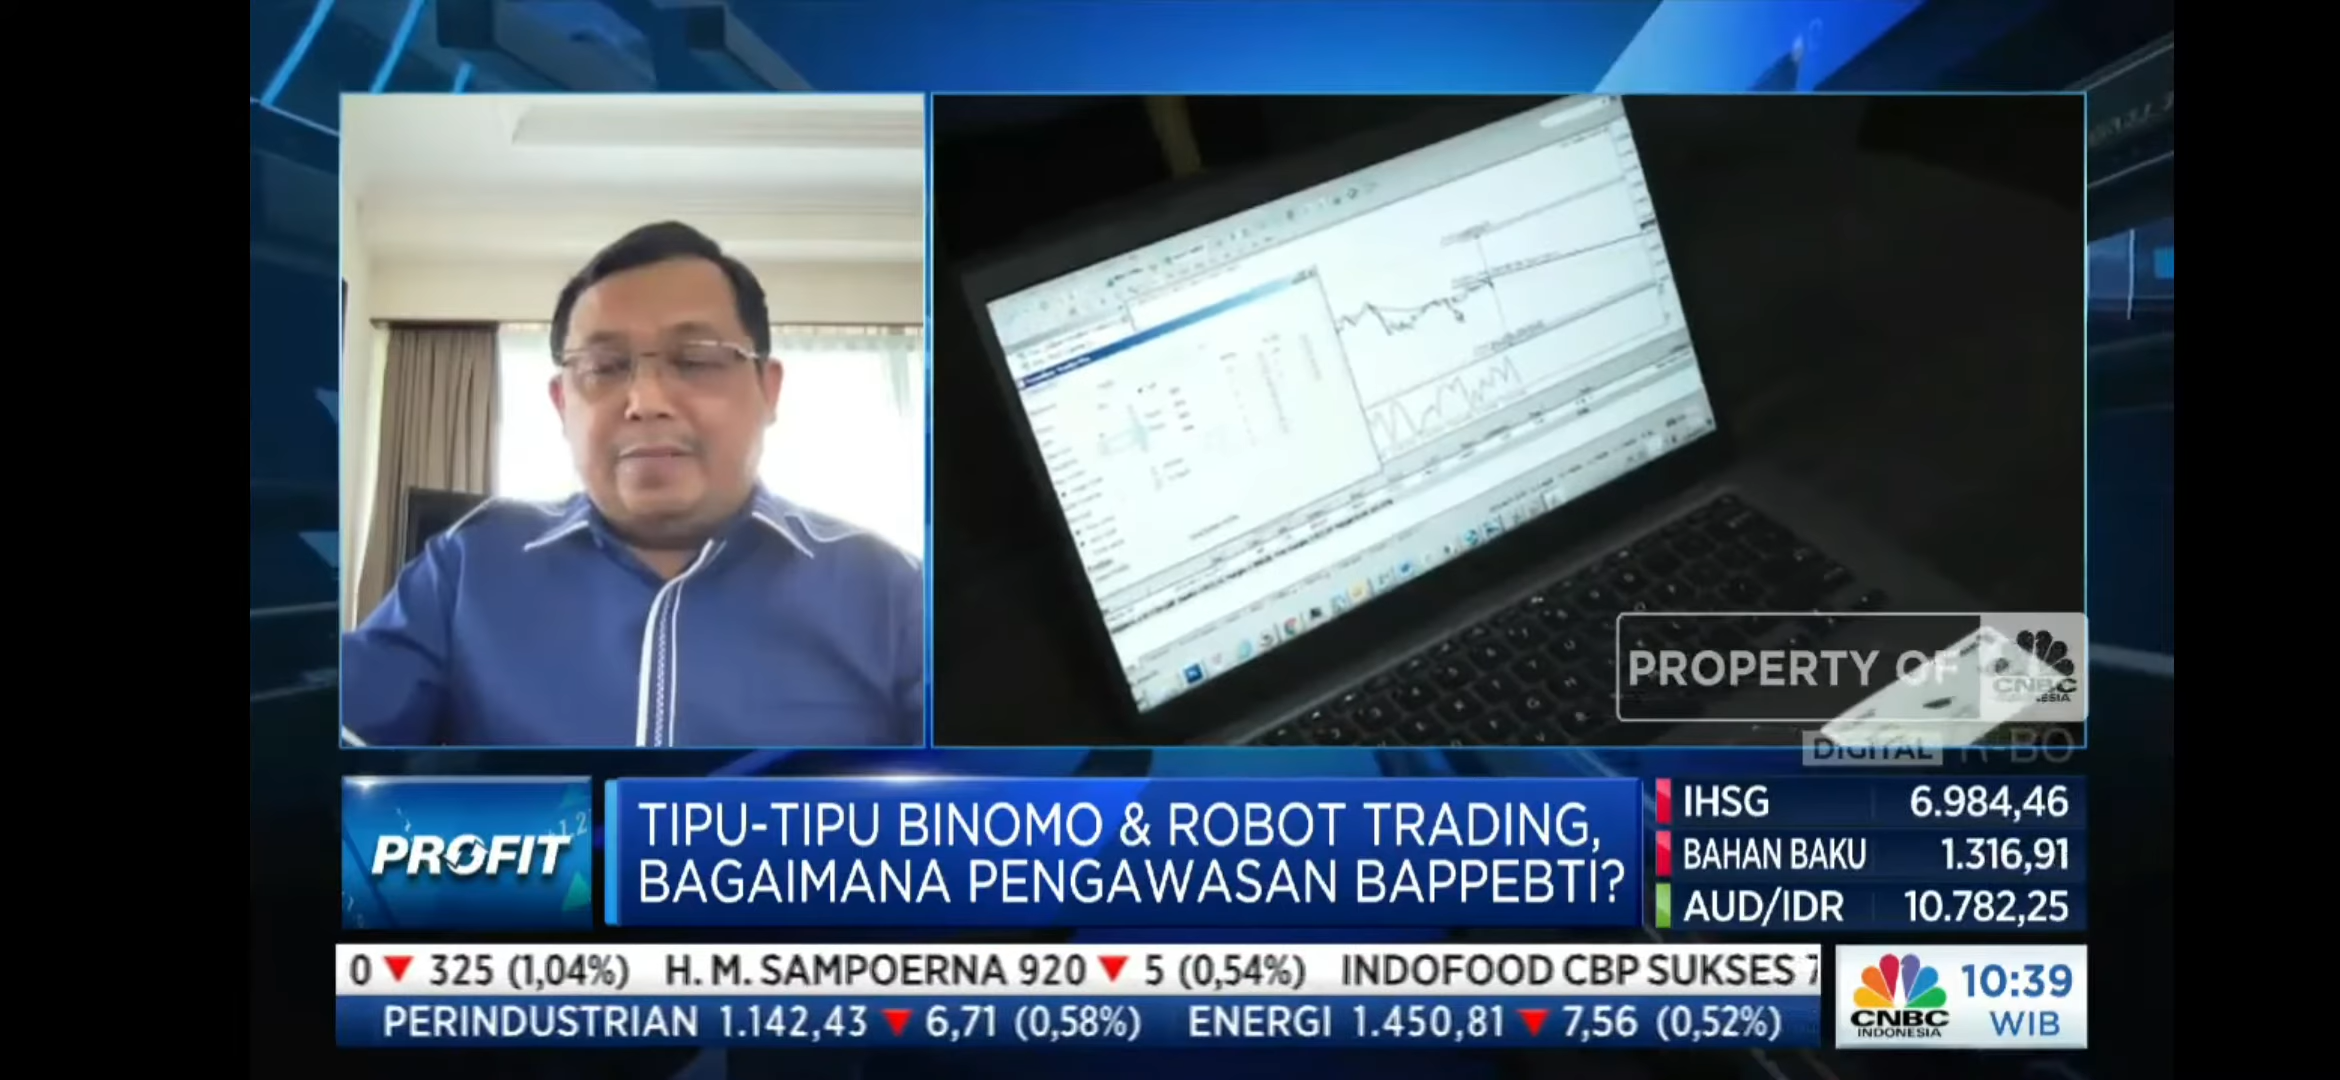 PROPERTY OF
CNBC
DIGITAL
PROFIT
TIPU-TIPU BINOMO & ROBOT TRADING,
BAGAIMANA PENGAWASAN BAPPEBTI?
IHSG 6.984,46
BAHAN BAKU 1.316,91
AUD/IDR 10.782,25
0 ▼ 325 (1,04%) H. M. SAMPOERNA 920 ▼ 5 (0,54%) INDOFOOD CBP SUKSES 7
PERINDUSTRIAN 1.142,43 ▼ 6,71 (0,58%) ENERGI 1.450,81 ▼ 7,56 (0,52%)
CNBC
INDONESIA
10:39
WIB